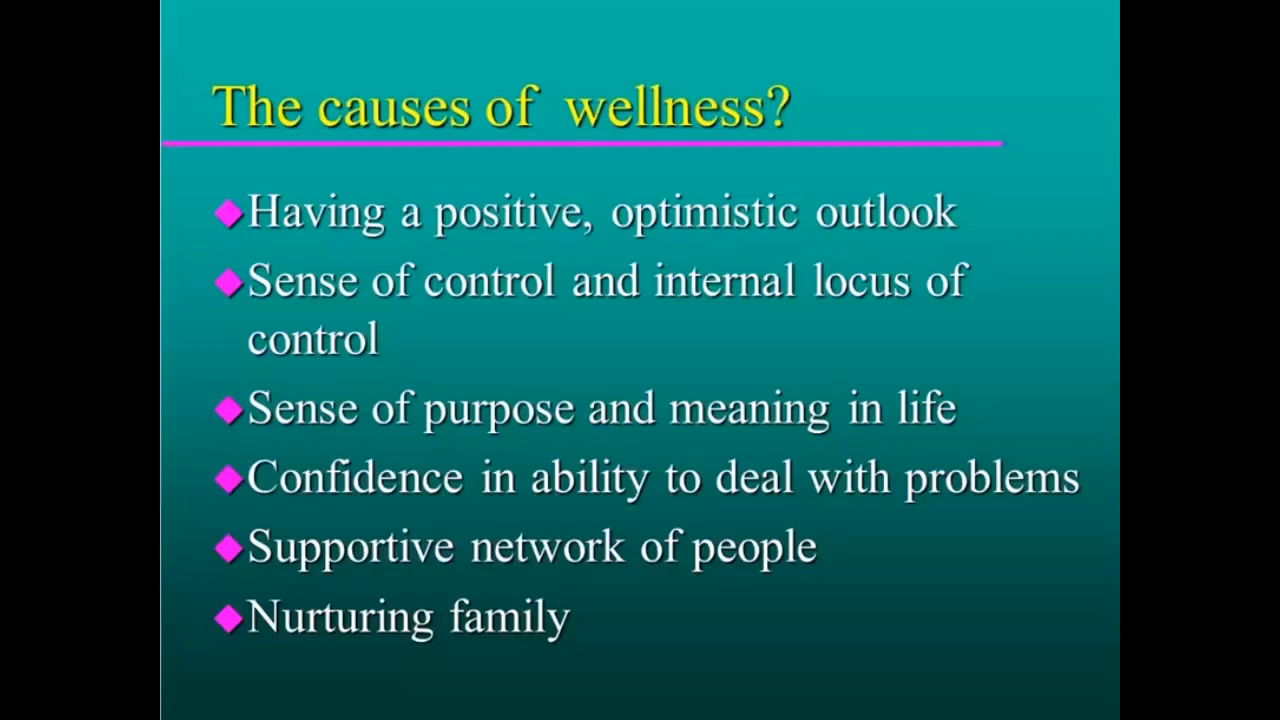 The causes of  wellness?
Having a positive, optimistic outlook
Sense of control and internal locus of
control
Sense of purpose and meaning in life
Confidence in ability to deal with problems
Supportive network of people
Nurturing family